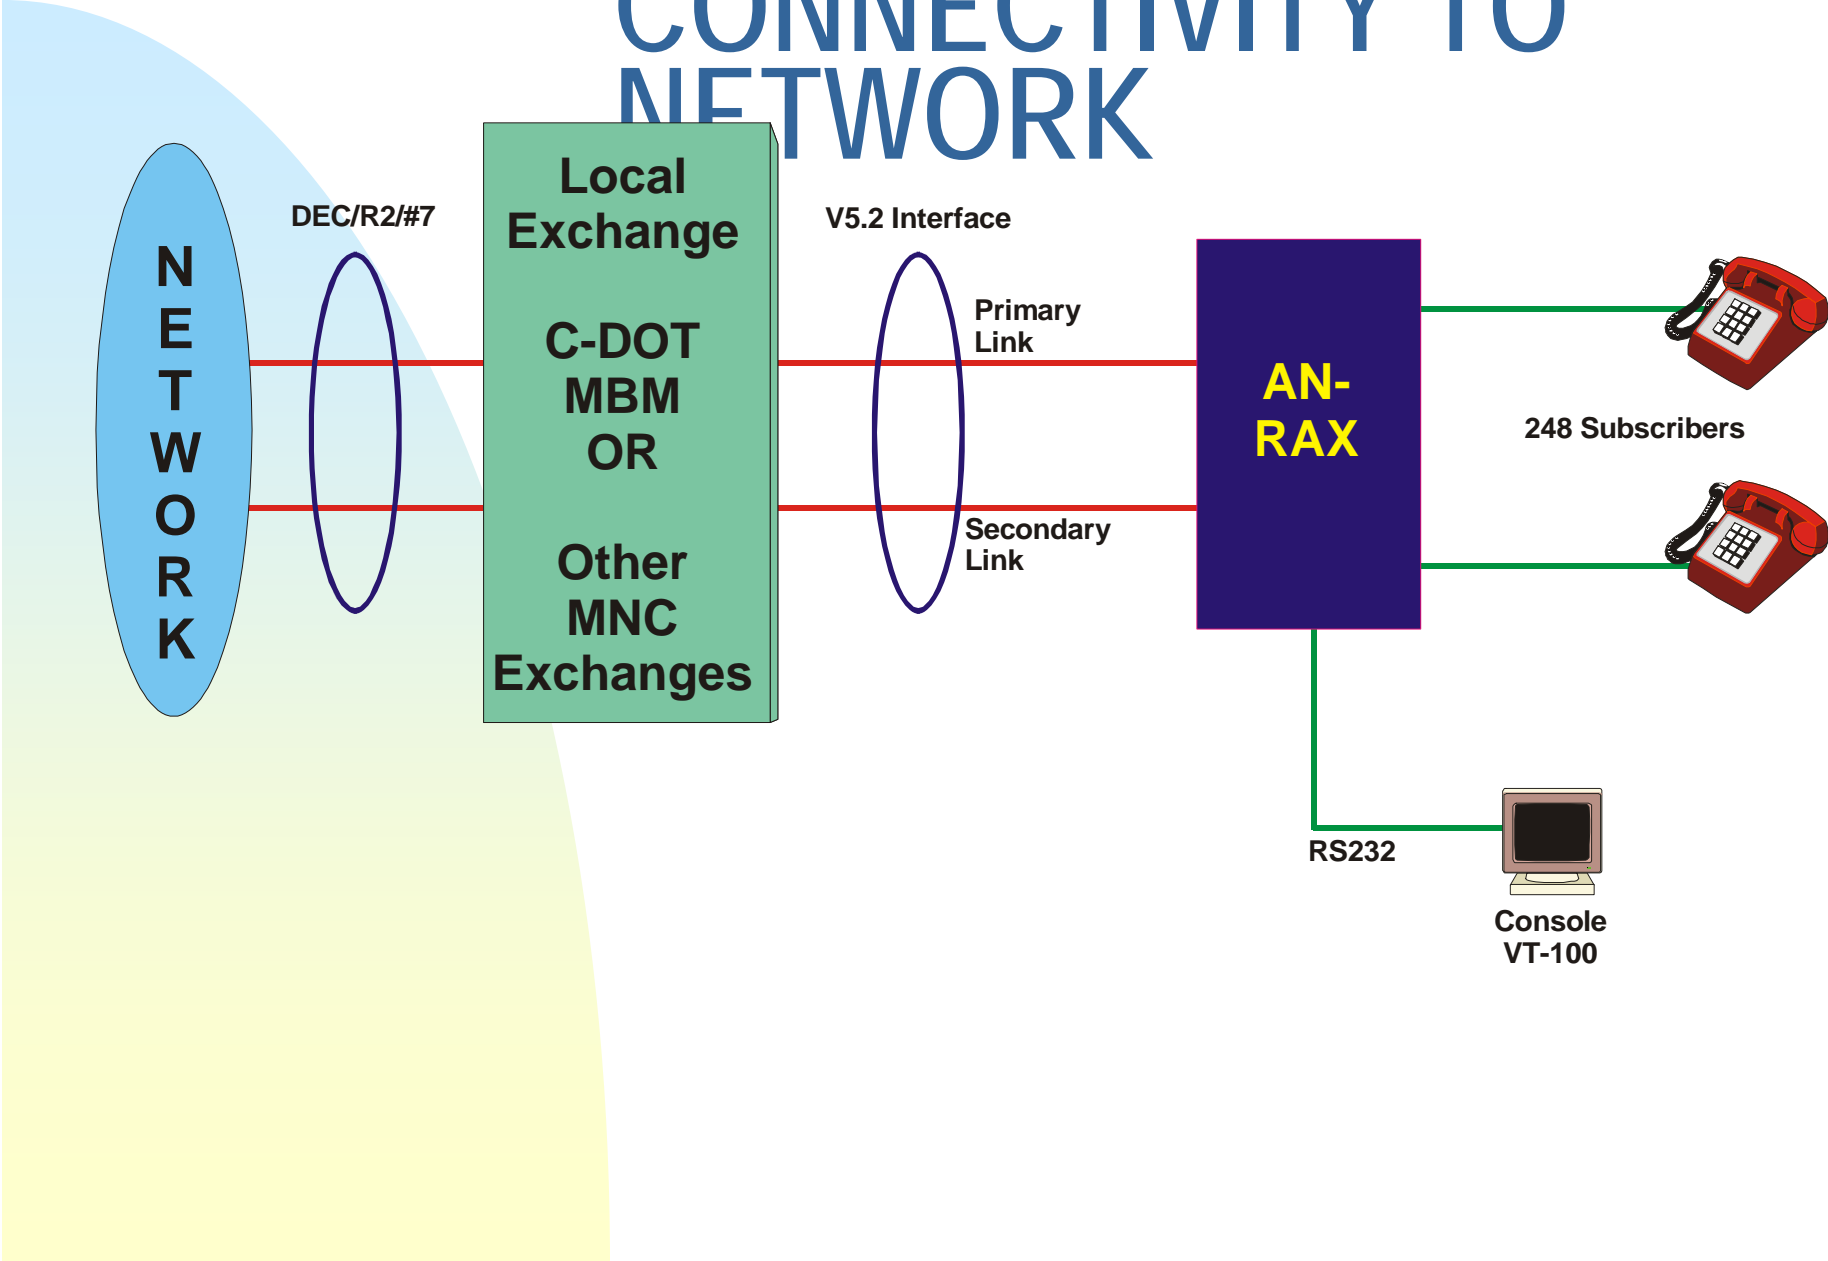 CONNECTIVITY TO
NETWORK
NETWORK
DEC/R2/#7
Local
Exchange
C-DOT
MBM
OR
Other
MNC
Exchanges
V5.2 Interface
Primary
Link
Secondary
Link
AN-
RAX
248 Subscribers
RS232
Console
VT-100